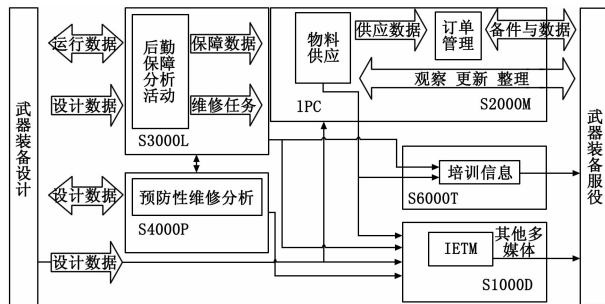 武器装备设计
运行数据
设计数据
设计数据
设计数据
后勤
保障
分析
活动
保障数据
维修任务
S3000L
预防性维修分析
S4000P
物料
供应
1PC
供应数据
订单
管理
备件与数据
观察 更新 整理
S2000M
培训信息
S6000T
IETM
其他多
媒体
S1000D
武器装备服役